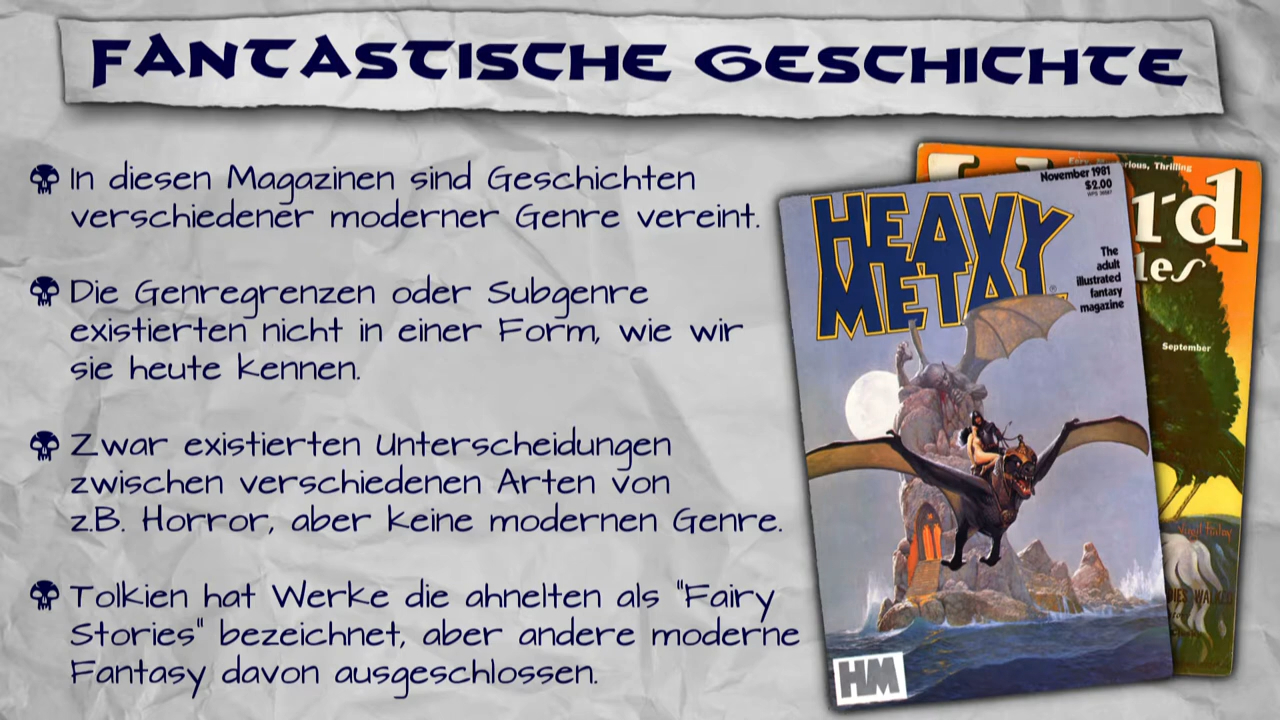 FANTASTISCHE GESCHICHTE
In diesen Magazinen sind Geschichten
verschiedener moderner Genre vereint.
Die Genregrenzen oder Subgenre
existierten nicht in einer Form, wie wir
sie heute kennen.
Zwar existierten Unterscheidungen
zwischen verschiedenen Arten von
z.B. Horror, aber keine modernen Genre.
Tolkien hat Werke die ahnelten als "Fairy
Stories" bezeichnet, aber andere moderne
Fantasy davon ausgeschlossen.
November 1981
$2.00
HEAVY
METAL
The
adult
illustrated
fantasy
magazine
HM
Thrilling
September
Virgil Finlay